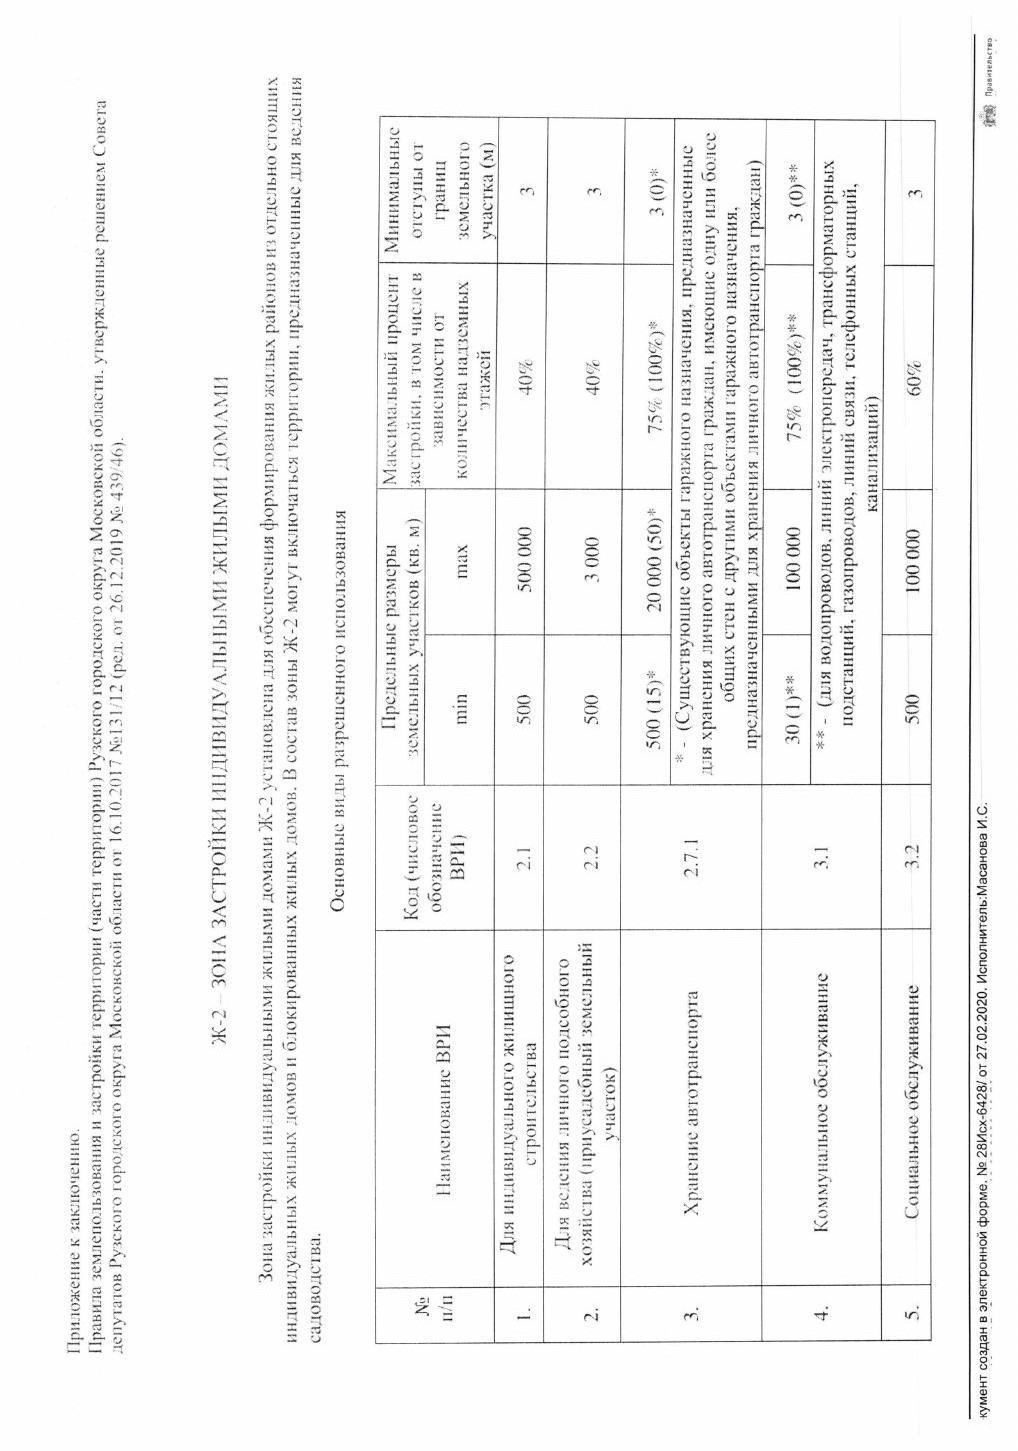 Приложение к заключению.
Правила землепользования и застройки территории (части территории) Рузского городского округа Московской области, утвержденные решением Совета
депутатов Рузского городского округа Московской области от 16.10.2017 №131/12 (ред. от 26.12.2019 № 439/46).
Ж-2 – ЗОНА ЗАСТРОЙКИ ИНДИВИДУАЛЬНЫМИ ЖИЛЫМИ ДОМАМИ
Зона застройки индивидуальными жилыми домами Ж-2 установлена для обеспечения формирования жилых районов из отдельно стоящих
индивидуальных жилых домов и блокированных жилых домов. В состав зоны Ж-2 могут включаться территории, предназначенные для ведения
садоводства.
Основные виды разрешенного использования
№
п/п
Наименование ВРИ
Код (числовое
обозначение
ВРИ)
Предельные размеры
земельных участков (кв. м)
min
max
Максимальный процент
застройки, в том числе в
зависимости от
количества надземных
этажей
Минимальные
отступы от
границ
земельного
участка (м)
1.
Для индивидуального жилищного
строительства
2.1
500
500 000
40%
3
2.
Для ведения личного подсобного
хозяйства (приусадебный земельный
участок)
2.2
500
3 000
40%
3
3.
Хранение автотранспорта
2.7.1
500 (15)*
20 000 (50)*
75% (100%)*
3 (0)*
* - (Существующие объекты гаражного назначения, предназначенные
для хранения личного автотранспорта граждан, имеющие одну или более
общих стен с другими объектами гаражного назначения,
предназначенными для хранения личного автотранспорта граждан)
4.
Коммунальное обслуживание
3.1
30 (1)**
100 000
75% (100%)**
3 (0)**
** - (для водопроводов, линий электропередач, трансформаторных
подстанций, газопроводов, линий связи, телефонных станций,
канализаций)
5.
Социальное обслуживание
3.2
500
100 000
60%
3
кумент создан в электронной форме. № 28Исх-6428/ от 27.02.2020. Исполнитель:Масанова И.С.
Правительство